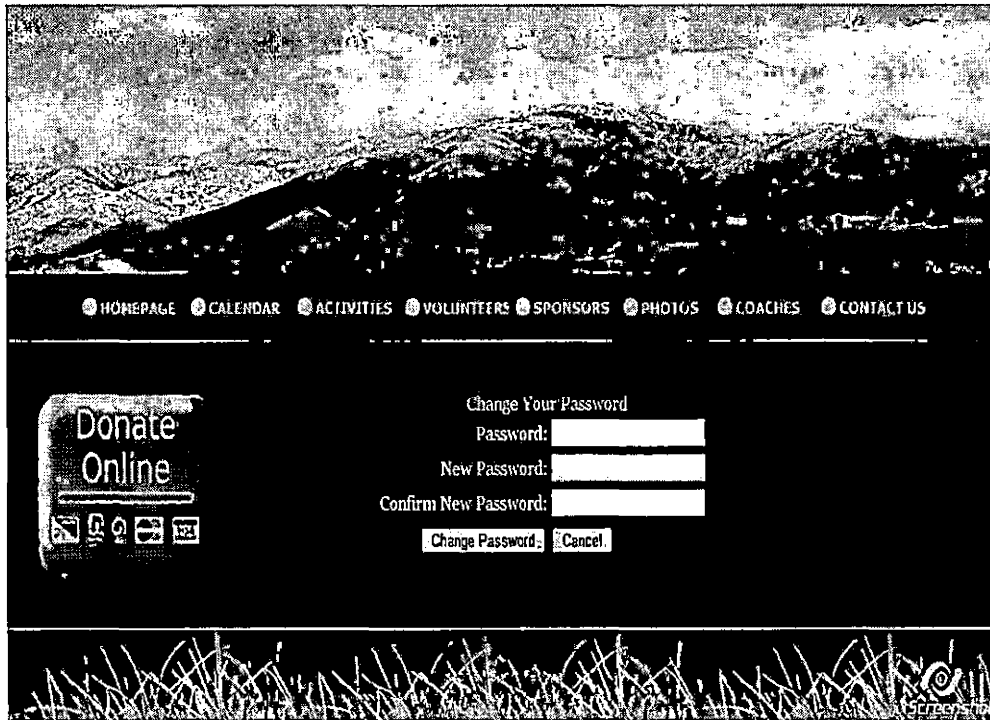 HOMEPAGE CALENDAR ACTIVITIES VOLUNTEERS SPONSORS PHOTOS COACHES CONTACT US
Donate
Online
Change Your Password
Password:
New Password:
Confirm New Password:
Change Password Cancel